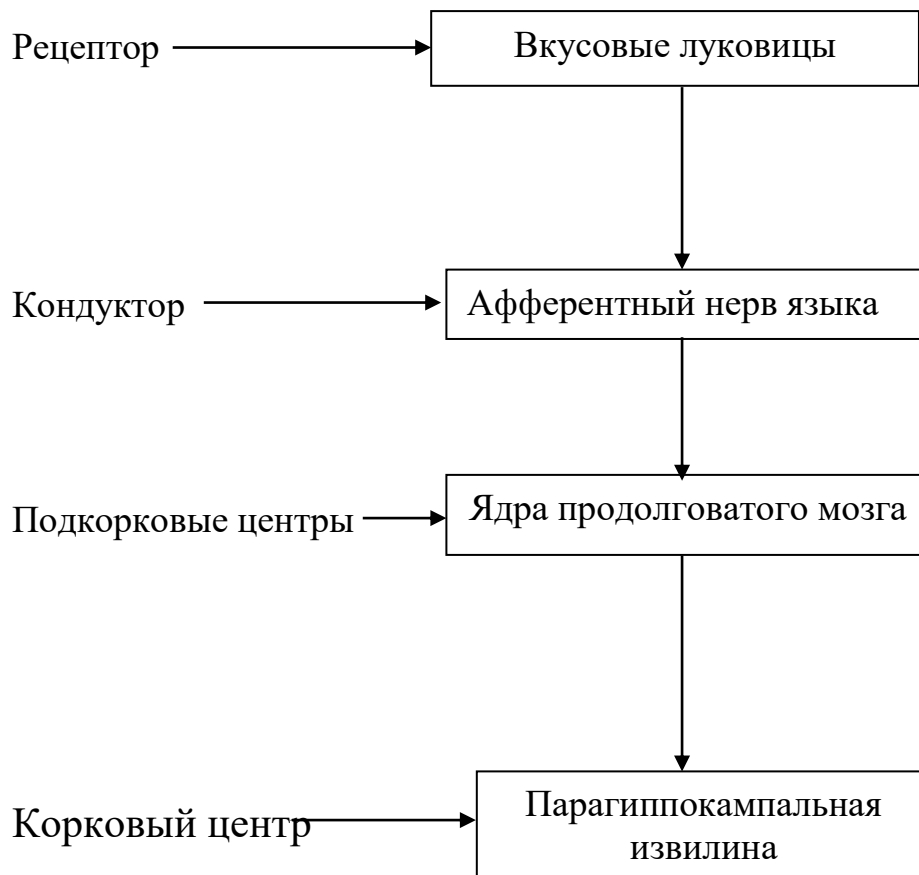 Рецептор
Вкусовые луковицы
Кондуктор
Афферентный нерв языка
Подкорковые центры
Ядра продолговатого мозга
Корковый центр
Парагиппокампальная
извилина